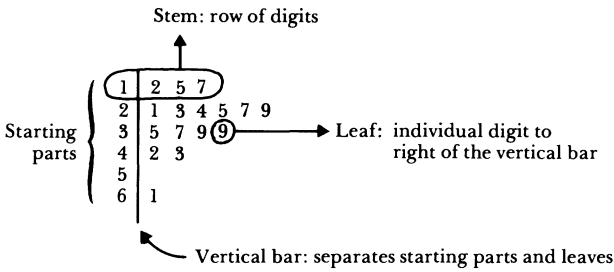 Stem: row of digits
1 2 5 7
2 1 3 4 5 7 9
Starting parts
3 5 7 9 9
Leaf: individual digit to
right of the vertical bar
4 2 3
5
6 1
Vertical bar: separates starting parts and leaves